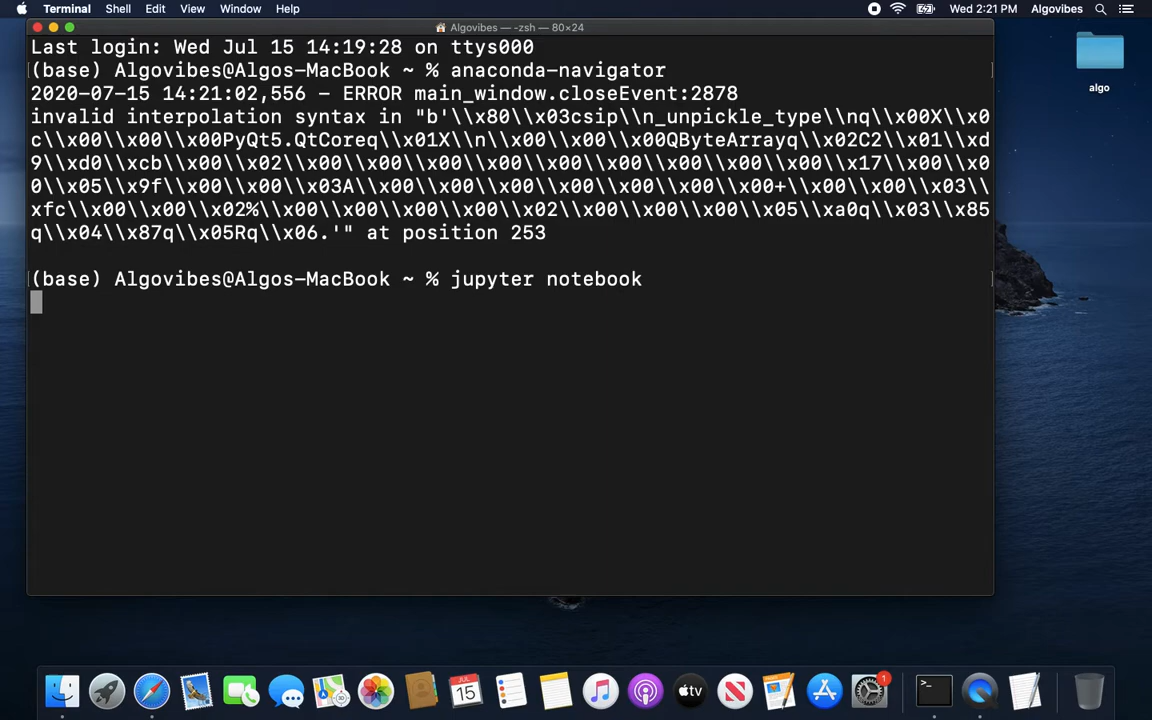 Terminal Shell Edit View Window Help Wed 2:21 PM Algovibes
Algovibes — -zsh — 80×24
Last login: Wed Jul 15 14:19:28 on ttys000
(base) Algovibes@Algos-MacBook ~ % anaconda-navigator
2020-07-15 14:21:02,556 - ERROR main_window.closeEvent:2878
invalid interpolation syntax in "b'\\x80\\x03csip\\n_unpickle_type\\nq\\x00X\\x0
c\\x00\\x00\\x00PyQt5.QtCoreq\\x01X\\n\\x00\\x00\\x00QByteArrayq\\x02C2\\x01\\xd
9\\xd0\\xcb\\x00\\x02\\x00\\x00\\x00\\x00\\x00\\x00\\x00\\x00\\x00\\x17\\x00\\x0
0\\x05\\x9f\\x00\\x00\\x03A\\x00\\x00\\x00\\x00\\x00\\x00\\x00+\\x00\\x00\\x03\\
xfc\\x00\\x00\\x02%\\x00\\x00\\x00\\x00\\x02\\x00\\x00\\x00\\x05\\xa0q\\x03\\x85
q\\x04\\x87q\\x05Rq\\x06.'" at position 253
(base) Algovibes@Algos-MacBook ~ % jupyter notebook
algo
JUL
15
tv
1